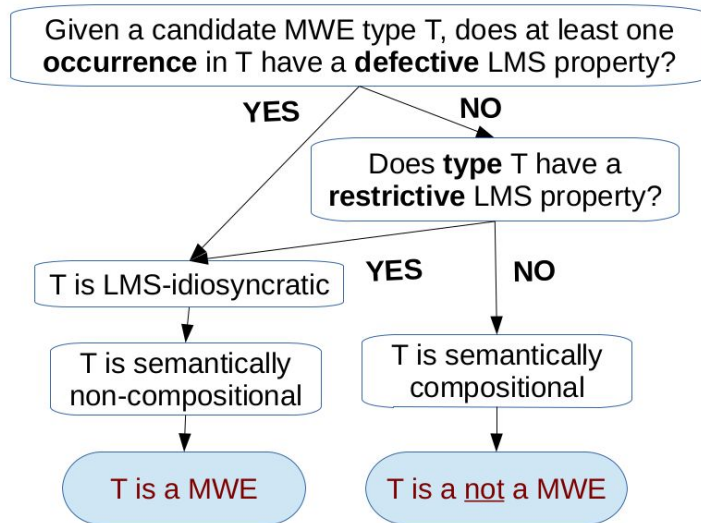 Given a candidate MWE type T, does at least one
occurrence in T have a defective LMS property?
YES
NO
Does type T have a
restrictive LMS property?
T is LMS-idiosyncratic
YES
NO
T is semantically
non-compositional
T is semantically
compositional
T is a MWE
T is a not a MWE